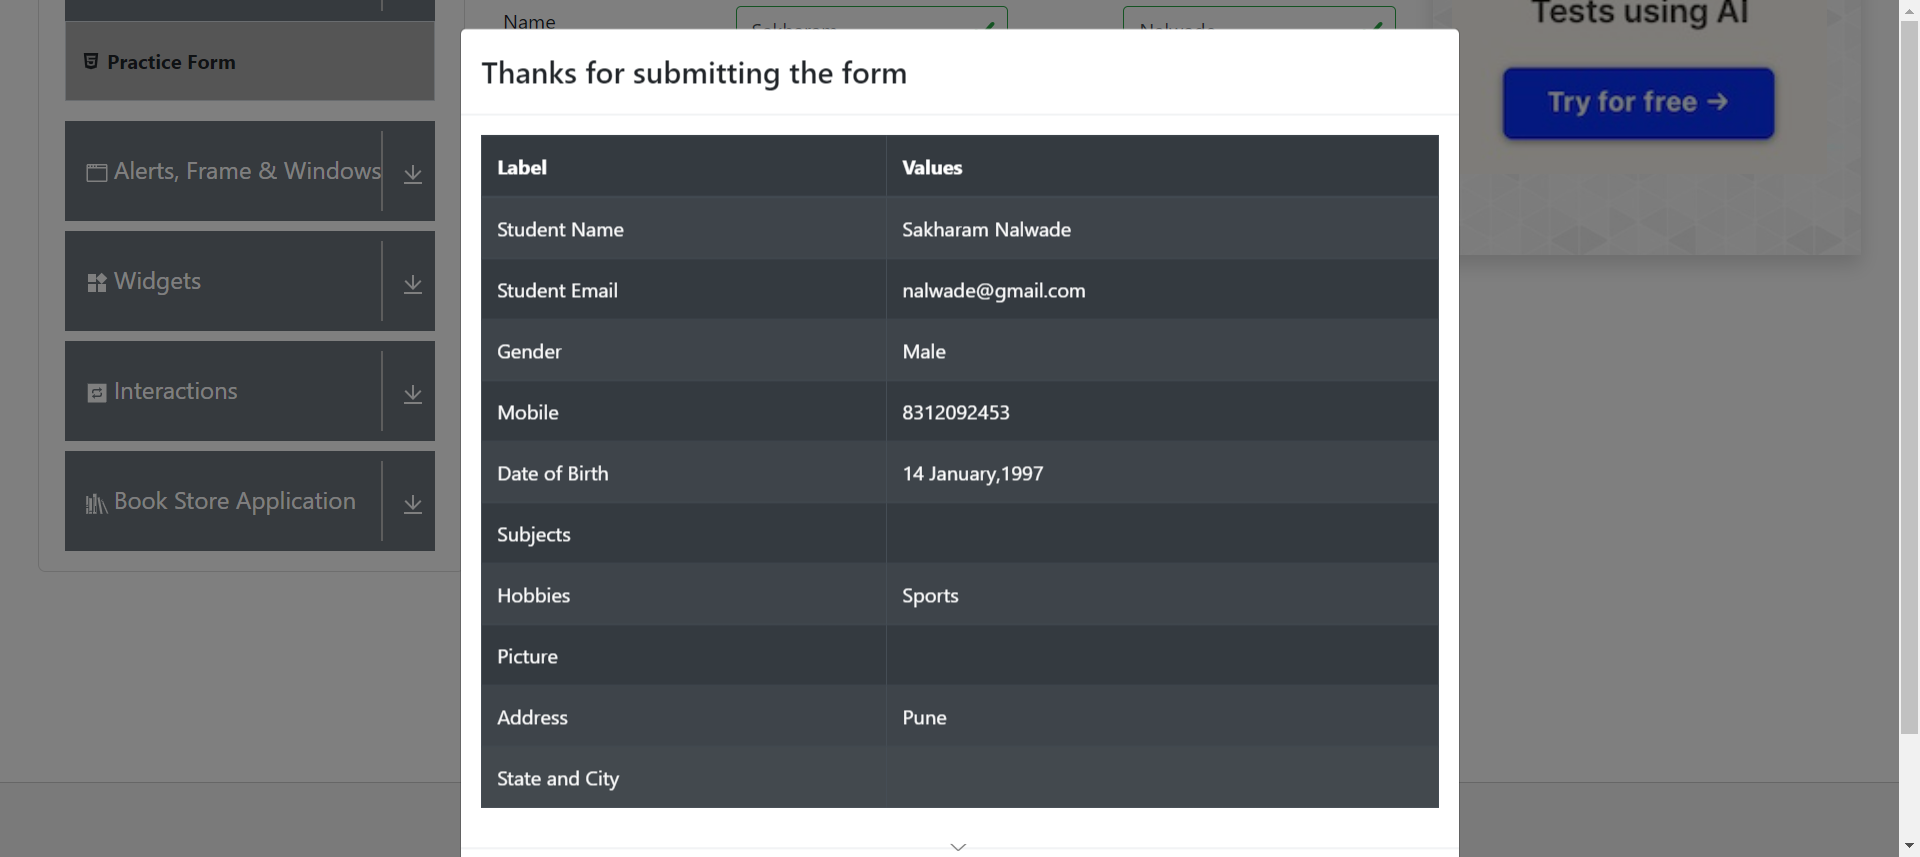 Name
Sakharam
Nalwade
Tests using AI
Try for free →
Practice Form
Alerts, Frame & Windows
Widgets
Interactions
Book Store Application
Thanks for submitting the form
Label Values
Student Name Sakharam Nalwade
Student Email nalwade@gmail.com
Gender Male
Mobile 8312092453
Date of Birth 14 January,1997
Subjects
Hobbies Sports
Picture
Address Pune
State and City